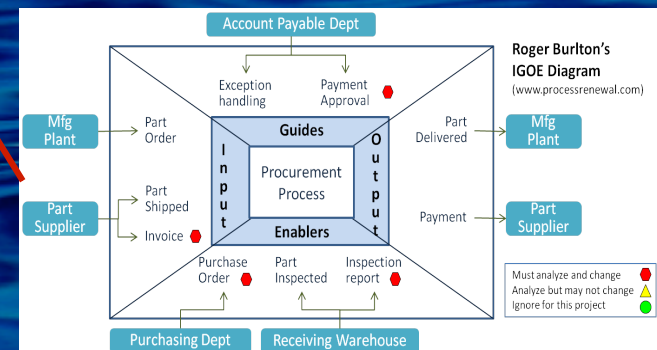 Account Payable Dept
Roger Burlton's
IGOE Diagram
(www.processrenewal.com)
Exception
handling
Payment
Approval
Mfg
Plant
Part
Order
Guides
Part
Delivered
Mfg
Plant
Input
Procurement
Process
Output
Part
Supplier
Part
Shipped
Invoice
Payment
Part
Supplier
Enablers
Purchase
Order
Part
Inspected
Inspection
report
Must analyze and change
Analyze but may not change
Ignore for this project
Purchasing Dept
Receiving Warehouse